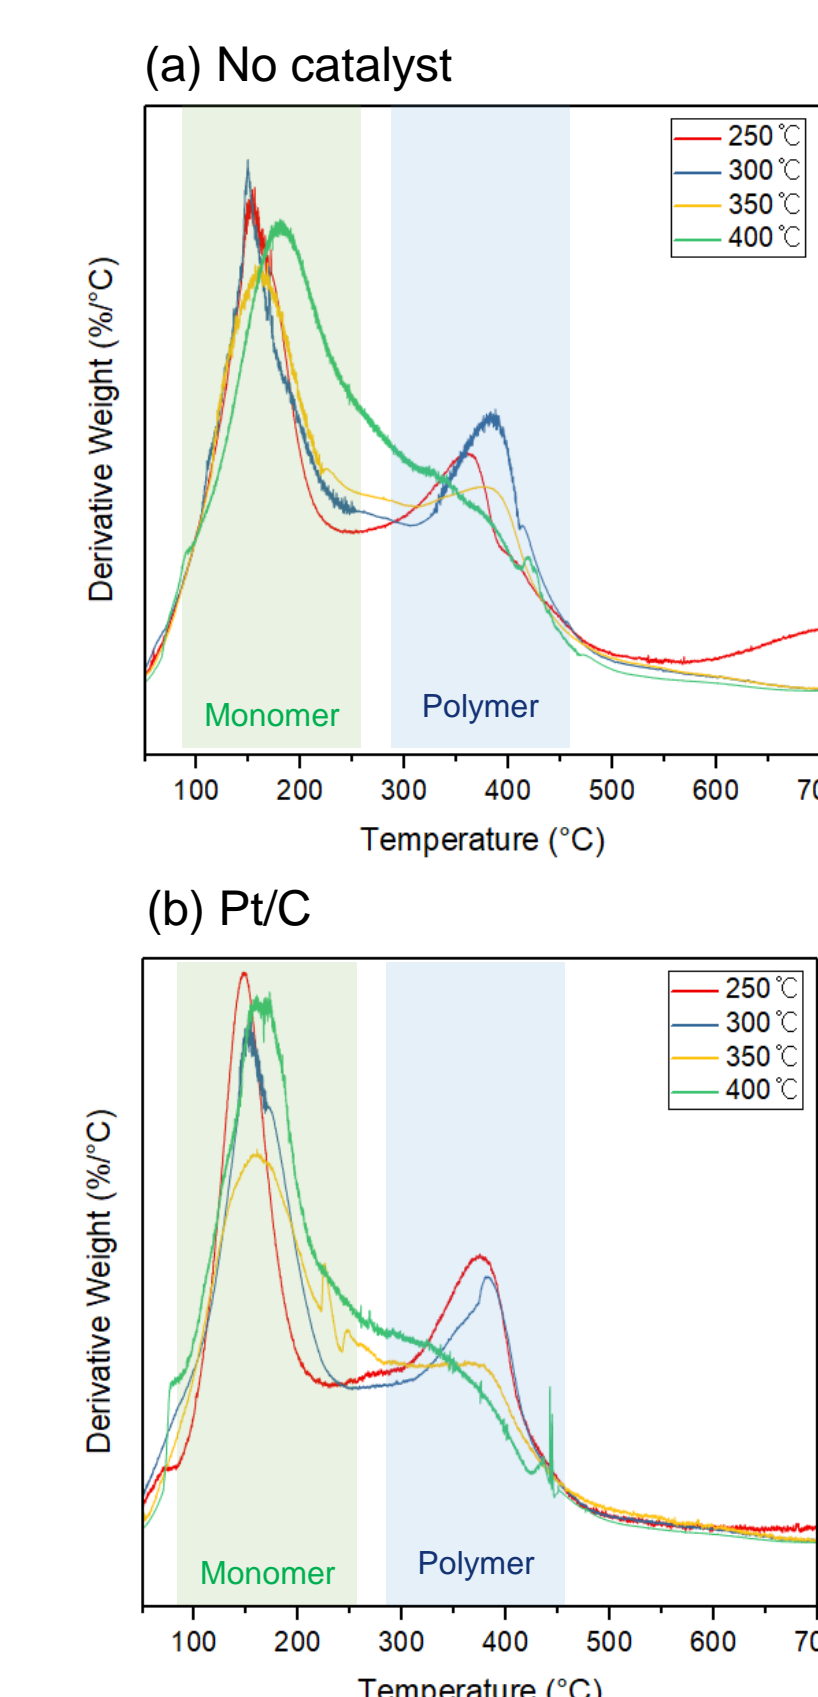 (a) No catalyst
250℃
300℃
350℃
400℃
Derivative Weight (%/°C)
Monomer
Polymer
100 200 300 400 500 600
Temperature (°C)
(b) Pt/C
250℃
300℃
350℃
400℃
Derivative Weight (%/°C)
Monomer
Polymer
100 200 300 400 500 600
Temperature (°C)